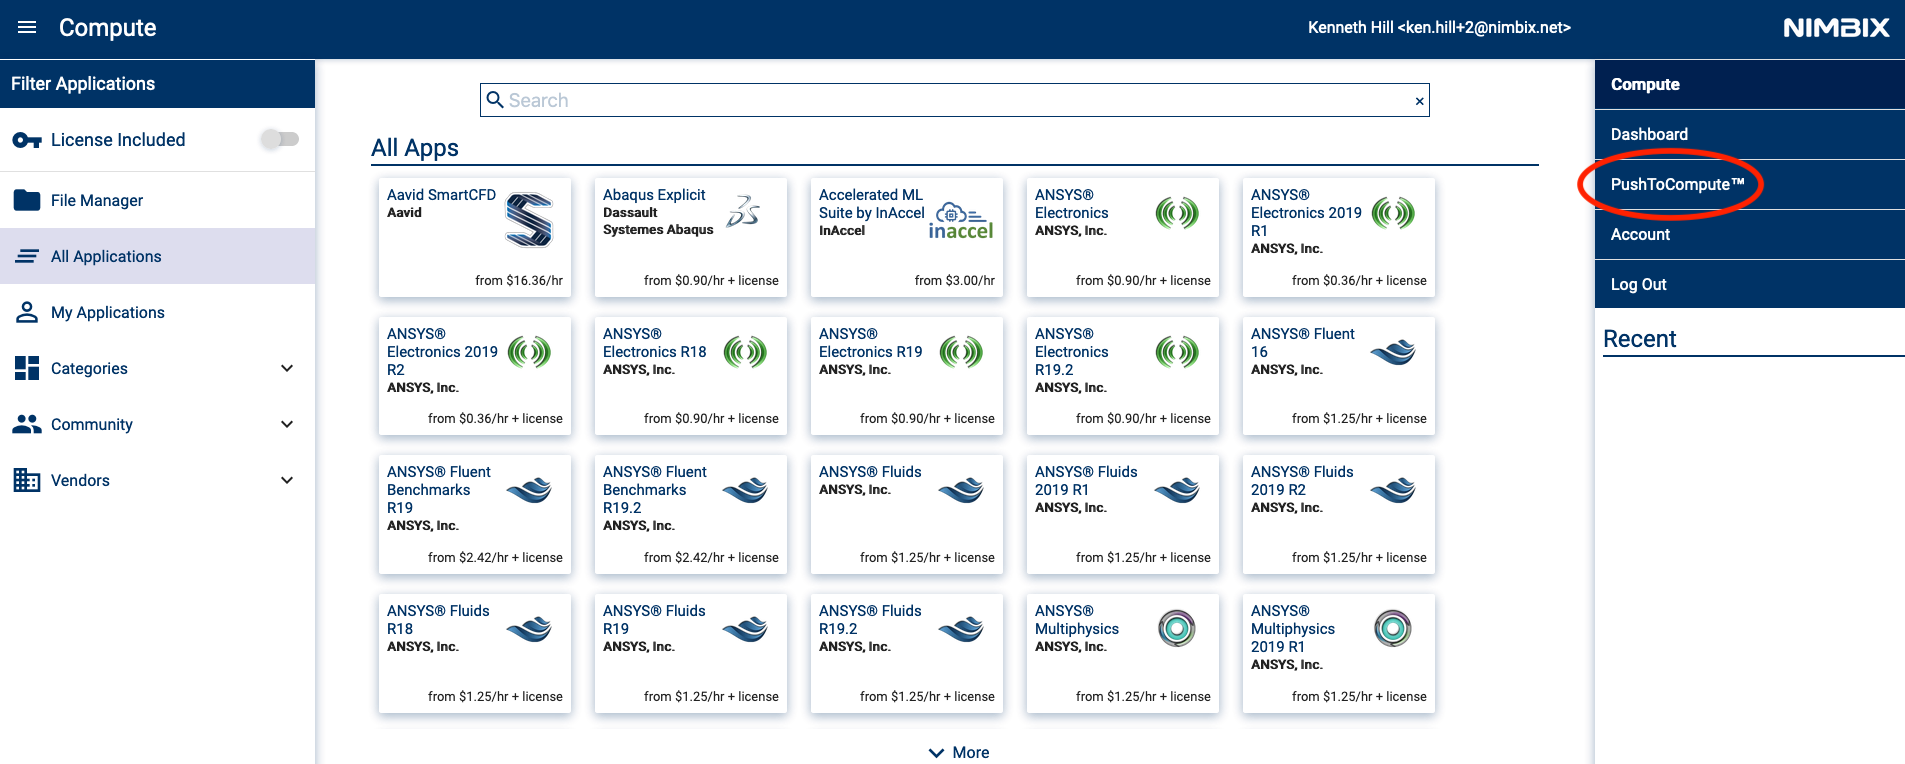 Compute
Kenneth Hill <ken.hill+2@nimbix.net>
NIMBIX
Filter Applications
License Included
File Manager
All Applications
My Applications
Categories
Community
Vendors
Search
×
All Apps
Aavid SmartCFD
Aavid
from $16.36/hr
Abaqus Explicit
Dassault
Systemes Abaqus
from $0.90/hr + license
Accelerated ML
Suite by InAccel
InAccel
inaccel
from $3.00/hr
ANSYS®
Electronics
ANSYS, Inc.
from $0.90/hr + license
ANSYS®
Electronics 2019
R1
ANSYS, Inc.
from $0.36/hr + license
ANSYS®
Electronics 2019
R2
ANSYS, Inc.
from $0.36/hr + license
ANSYS®
Electronics R18
ANSYS, Inc.
from $0.90/hr + license
ANSYS®
Electronics R19
ANSYS, Inc.
from $0.90/hr + license
ANSYS®
Electronics
R19.2
ANSYS, Inc.
from $0.90/hr + license
ANSYS® Fluent
16
ANSYS, Inc.
from $1.25/hr + license
ANSYS® Fluent
Benchmarks
R19
ANSYS, Inc.
from $2.42/hr + license
ANSYS® Fluent
Benchmarks
R19.2
ANSYS, Inc.
from $2.42/hr + license
ANSYS® Fluids
ANSYS, Inc.
from $1.25/hr + license
ANSYS® Fluids
2019 R1
ANSYS, Inc.
from $1.25/hr + license
ANSYS® Fluids
2019 R2
ANSYS, Inc.
from $1.25/hr + license
ANSYS® Fluids
R18
ANSYS, Inc.
from $1.25/hr + license
ANSYS® Fluids
R19
ANSYS, Inc.
from $1.25/hr + license
ANSYS® Fluids
R19.2
ANSYS, Inc.
from $1.25/hr + license
ANSYS®
Multiphysics
ANSYS, Inc.
from $1.25/hr + license
ANSYS®
Multiphysics
2019 R1
ANSYS, Inc.
from $1.25/hr + license
More
Compute
Dashboard
PushToCompute™
Account
Log Out
Recent